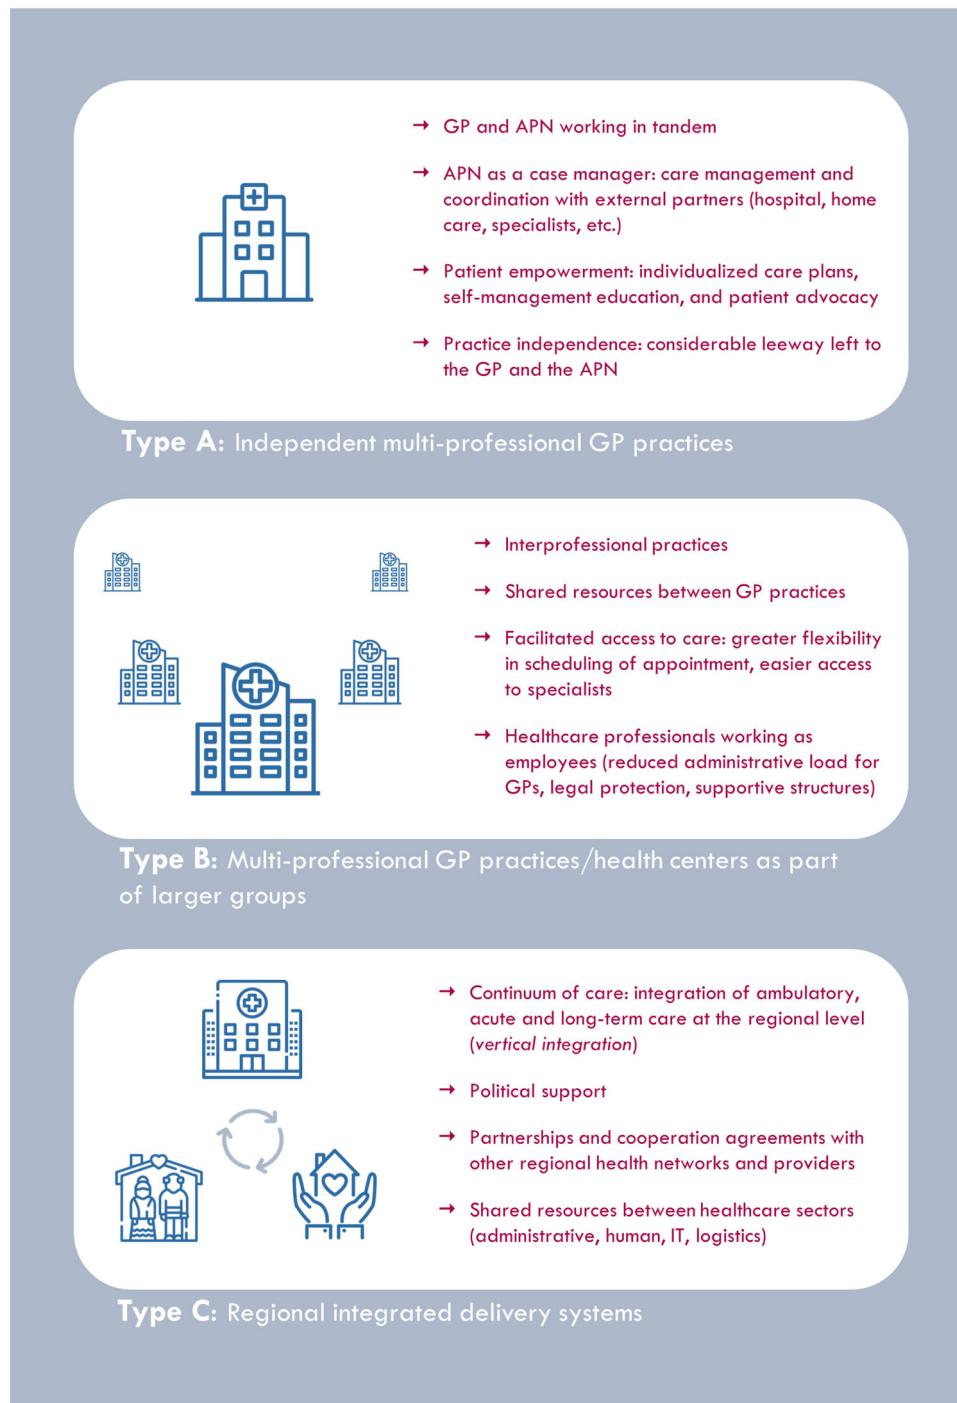 → GP and APN working in tandem
→ APN as a case manager: care management and
coordination with external partners (hospital, home
care, specialists, etc.)
→ Patient empowerment: individualized care plans,
self-management education, and patient advocacy
→ Practice independence: considerable leeway left to
the GP and the APN
Type A: Independent multi-professional GP practices
→ Interprofessional practices
→ Shared resources between GP practices
→ Facilitated access to care: greater flexibility
in scheduling of appointment, easier access
to specialists
→ Healthcare professionals working as
employees (reduced administrative load for
GPs, legal protection, supportive structures)
Type B: Multi-professional GP practices/health centers as part
of larger groups
→ Continuum of care: integration of ambulatory,
acute and long-term care at the regional level
(vertical integration)
→ Political support
→ Partnerships and cooperation agreements with
other regional health networks and providers
→ Shared resources between healthcare sectors
(administrative, human, IT, logistics)
Type C: Regional integrated delivery systems